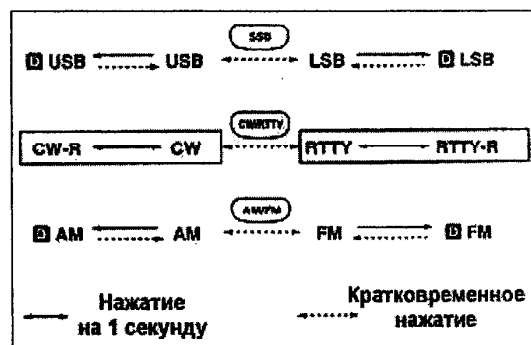 SSB
D USB USB LSB D LSB
CW/RTTY
CW-R CW RTTY RTTY-R
AM/FM
D AM AM FM D FM
Нажатие на 1 секунду
Кратковременное нажатие